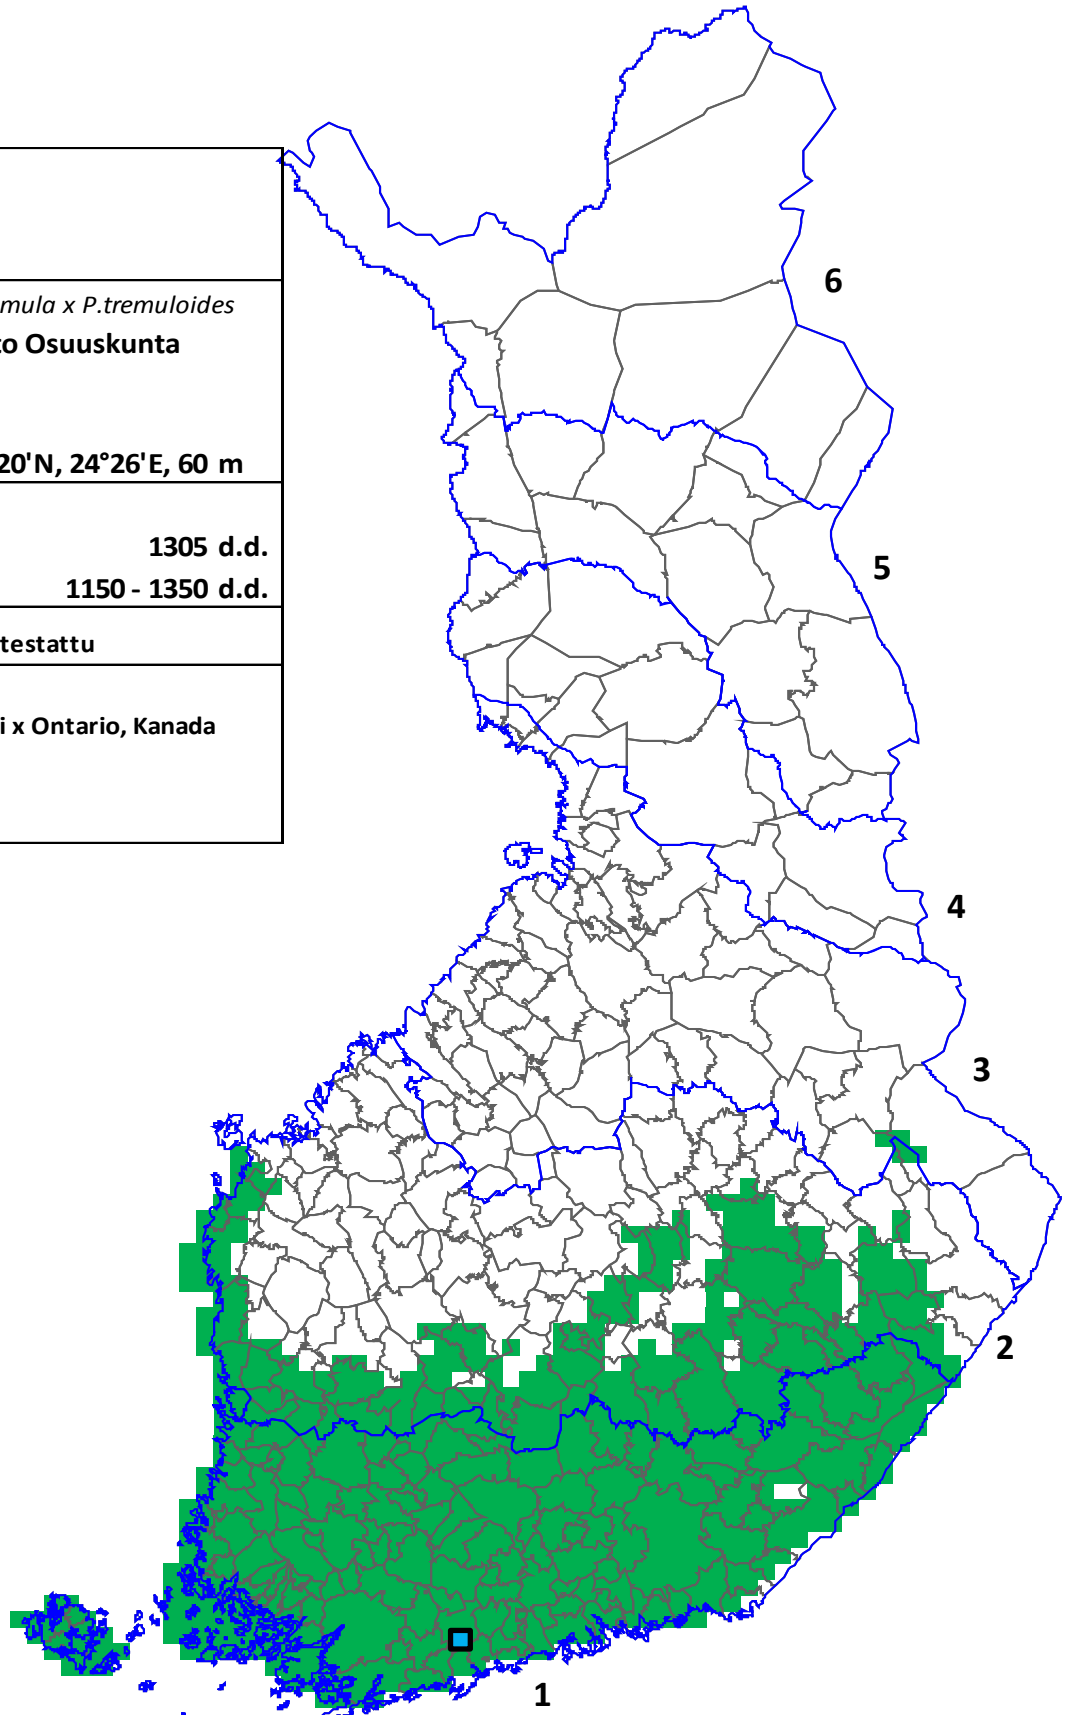 mula x P.tremuloides
to Osuuskunta
20'N, 24°26'E, 60 m
1305 d.d.
1150 - 1350 d.d.
testattu
i x Ontario, Kanada
6
5
4
3
2
1